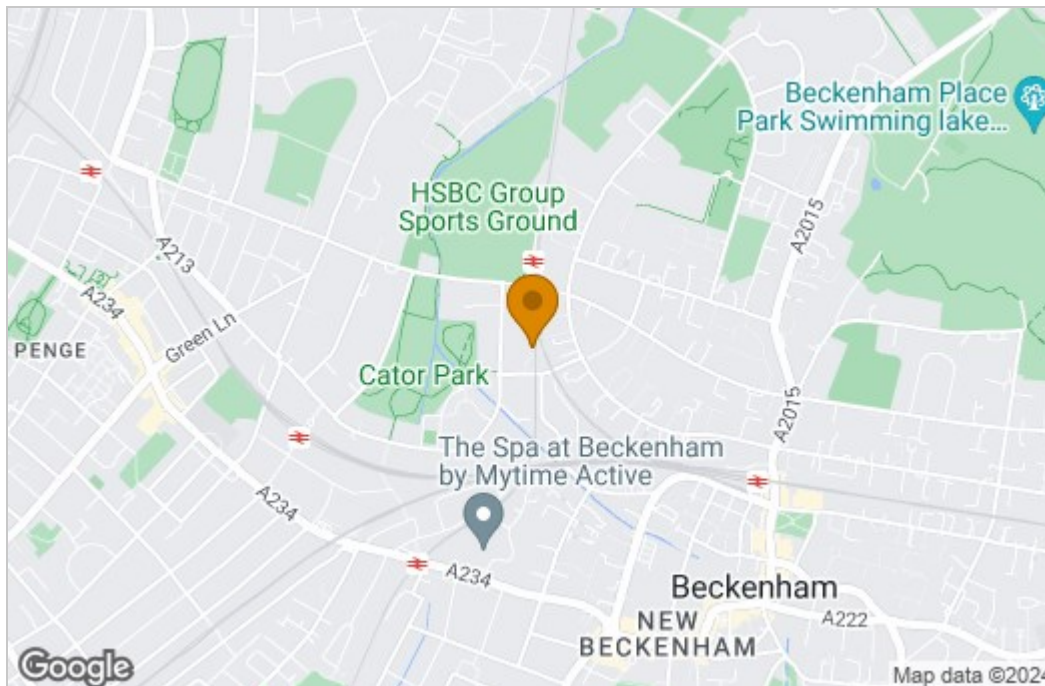 Beckenham Place
Park Swimming lake...
HSBC Group
Sports Ground
A2015
A213
A234
Green Ln
PENGE
Cator Park
A2015
The Spa at Beckenham
by Mytime Active
A234
A234
Beckenham
NEW
BECKENHAM
A222
Google
Map data ©2024